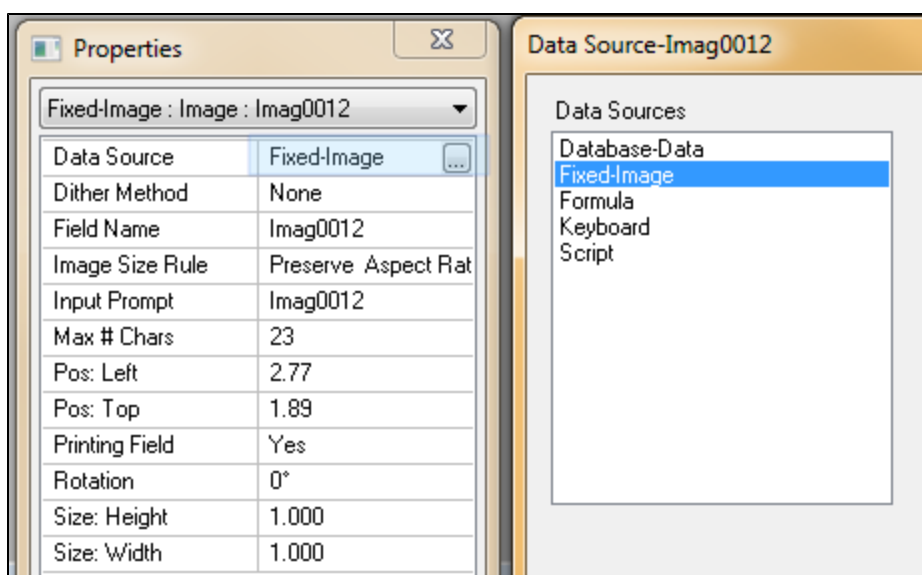 Properties
Fixed-Image : Image : Imag0012
Data Source Fixed-Image ...
Dither Method None
Field Name Imag0012
Image Size Rule Preserve Aspect Rat
Input Prompt Imag0012
Max # Chars 23
Pos: Left 2.77
Pos: Top 1.89
Printing Field Yes
Rotation 0°
Size: Height 1.000
Size: Width 1.000
Data Source-Imag0012
Data Sources
Database-Data
Fixed-Image
Formula
Keyboard
Script